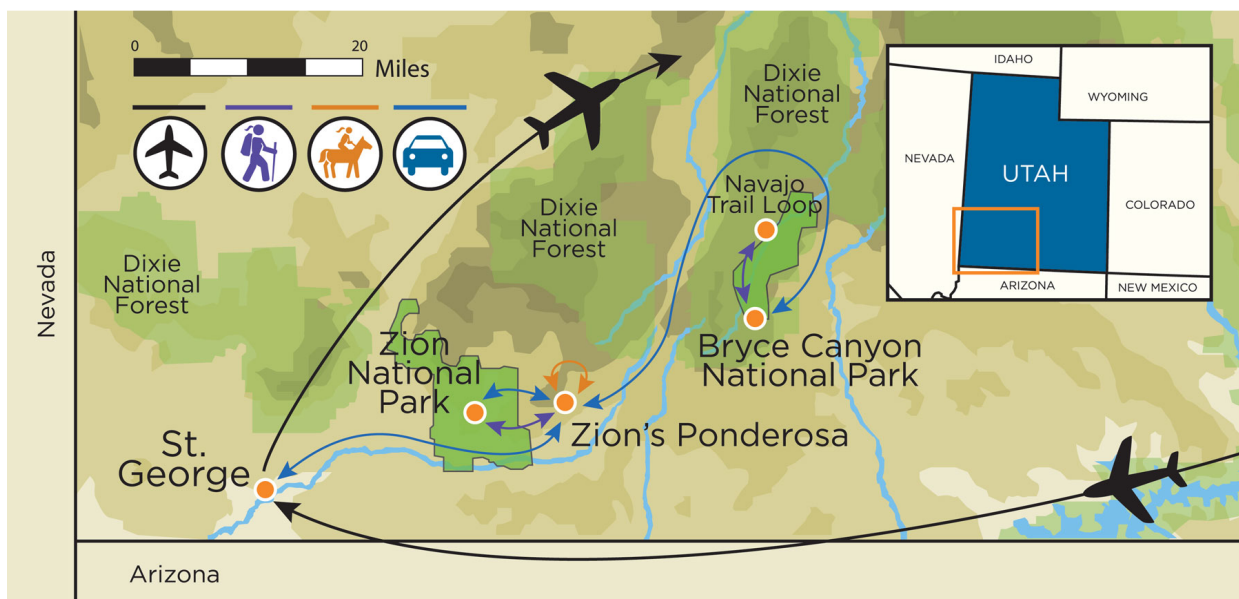 0
20
Miles
Dixie
National
Forest
Dixie
National
Forest
Dixie
National
Forest
Navajo
Trail Loop
Bryce Canyon
National Park
Zion
National
Park
Zion's Ponderosa
St.
George
Nevada
Arizona
IDAHO
WYOMING
NEVADA
UTAH
COLORADO
ARIZONA
NEW MEXICO